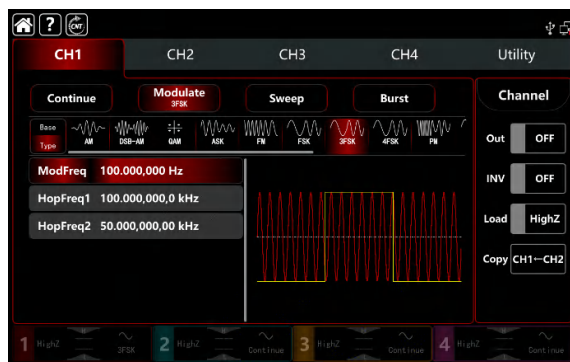 ? CNT
CH1 CH2 CH3 CH4 Utility
Continue Modulate 3FSK Sweep Burst Channel
Base Type AM DSB-AM QAM ASK FM FSK 3FSK 4FSK PM
Out OFF
ModFreq 100.000,000 Hz
INV OFF
HopFreq1 100.000,000,0 kHz
Load HighZ
HopFreq2 50.000,000,00 kHz
Copy CH1←CH2
1 HighZ 3FSK 2 HighZ Continue 3 HighZ Continue 4 HighZ Continue